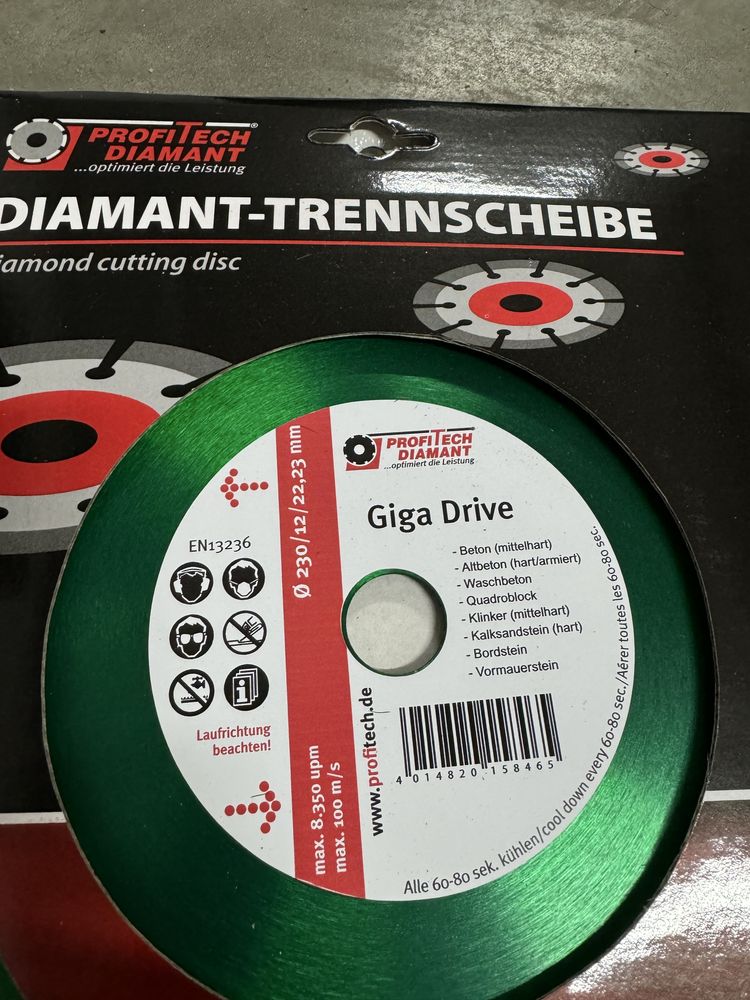 PROFITECH®
DIAMANT
...optimiert die Leistung
DIAMANT-TRENNSCHEIBE
iamond cutting disc
PROFITECH
DIAMANT
...optimiert die Leistung
Giga Drive
- Beton (mittelhart)
- Altbeton (hart/armiert)
- Waschbeton
- Quadroblock
- Klinker (mittelhart)
- Kalksandstein (hart)
- Bordstein
- Vormauerstein
EN13236
Ø 230/12/22,23 mm
Laufrichtung
beachten!
max. 8.350 upm
max. 100 m/s
www.profitech.de
4 014820 158465
Alle 60-80 sek. kühlen/cool down every 60-80 sec./Aérer toutes les 60-80 sec.